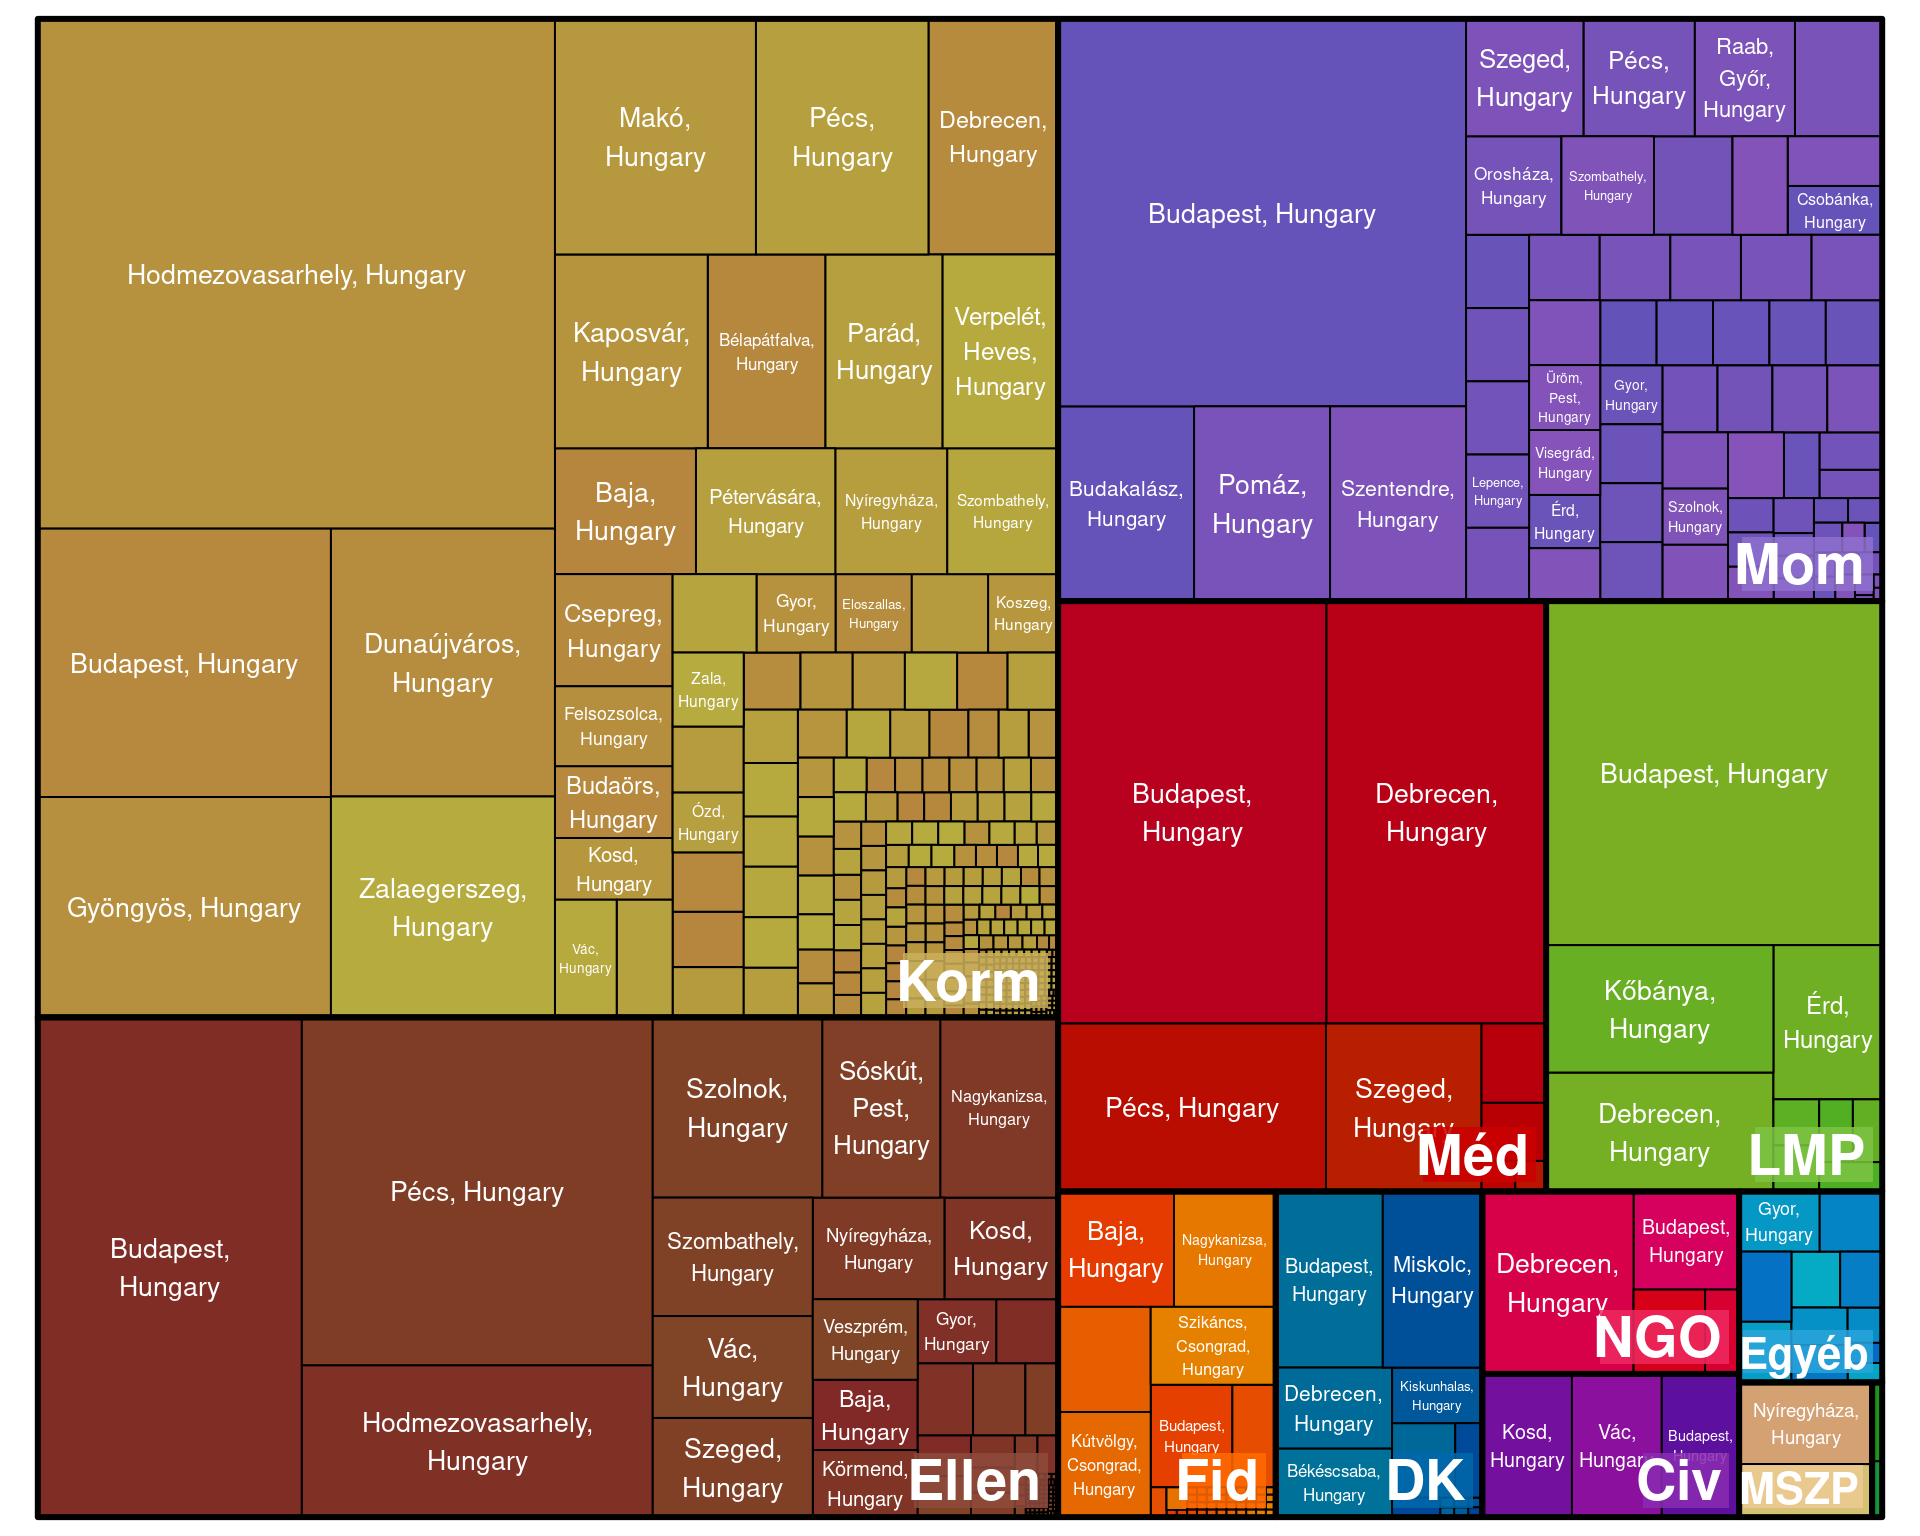 Hodmezovasarhely, Hungary
Makó,
Hungary
Pécs,
Hungary
Debrecen,
Hungary
Kaposvár,
Hungary
Bélapátfalva,
Hungary
Parád,
Hungary
Verpelét,
Heves,
Hungary
Baja,
Hungary
Pétervására,
Hungary
Nyíregyháza,
Hungary
Szombathely,
Hungary
Budapest, Hungary
Dunaújváros,
Hungary
Gyöngyös, Hungary
Zalaegerszeg,
Hungary
Csepreg,
Hungary
Gyor,
Hungary
Eloszallas,
Hungary
Koszeg,
Hungary
Zala,
Hungary
Felsozsolca,
Hungary
Budaörs,
Hungary
Ózd,
Hungary
Kosd,
Hungary
Vác,
Hungary
Korm
Budapest, Hungary
Szeged,
Hungary
Pécs,
Hungary
Raab,
Győr,
Hungary
Orosháza,
Hungary
Szombathely,
Hungary
Csobánka,
Hungary
Budakalász,
Hungary
Pomáz,
Hungary
Szentendre,
Hungary
Üröm,
Pest,
Hungary
Gyor,
Hungary
Visegrád,
Hungary
Lepence,
Hungary
Érd,
Hungary
Szolnok,
Hungary
Mom
Budapest,
Hungary
Pécs, Hungary
Hodmezovasarhely,
Hungary
Szolnok,
Hungary
Sóskút,
Pest,
Hungary
Nagykanizsa,
Hungary
Szombathely,
Hungary
Nyíregyháza,
Hungary
Kosd,
Hungary
Vác,
Hungary
Veszprém,
Hungary
Gyor,
Hungary
Szeged,
Hungary
Baja,
Hungary
Körmend,
Hungary
Ellen
Budapest,
Hungary
Debrecen,
Hungary
Pécs, Hungary
Szeged,
Hungary
Méd
Budapest, Hungary
Kőbánya,
Hungary
Érd,
Hungary
Debrecen,
Hungary
LMP
Baja,
Hungary
Nagykanizsa,
Hungary
Szikáncs,
Csongrad,
Hungary
Kútvölgy,
Csongrad,
Hungary
Budapest,
Hungary
Fid
Budapest,
Hungary
Miskolc,
Hungary
Debrecen,
Hungary
Kiskunhalas,
Hungary
Békéscsaba,
Hungary
DK
Debrecen,
Hungary
Budapest,
Hungary
NGO
Kosd,
Hungary
Vác,
Hungary
Budapest,
Hungary
Civ
Gyor,
Hungary
Egyéb
Nyíregyháza,
Hungary
MSZP